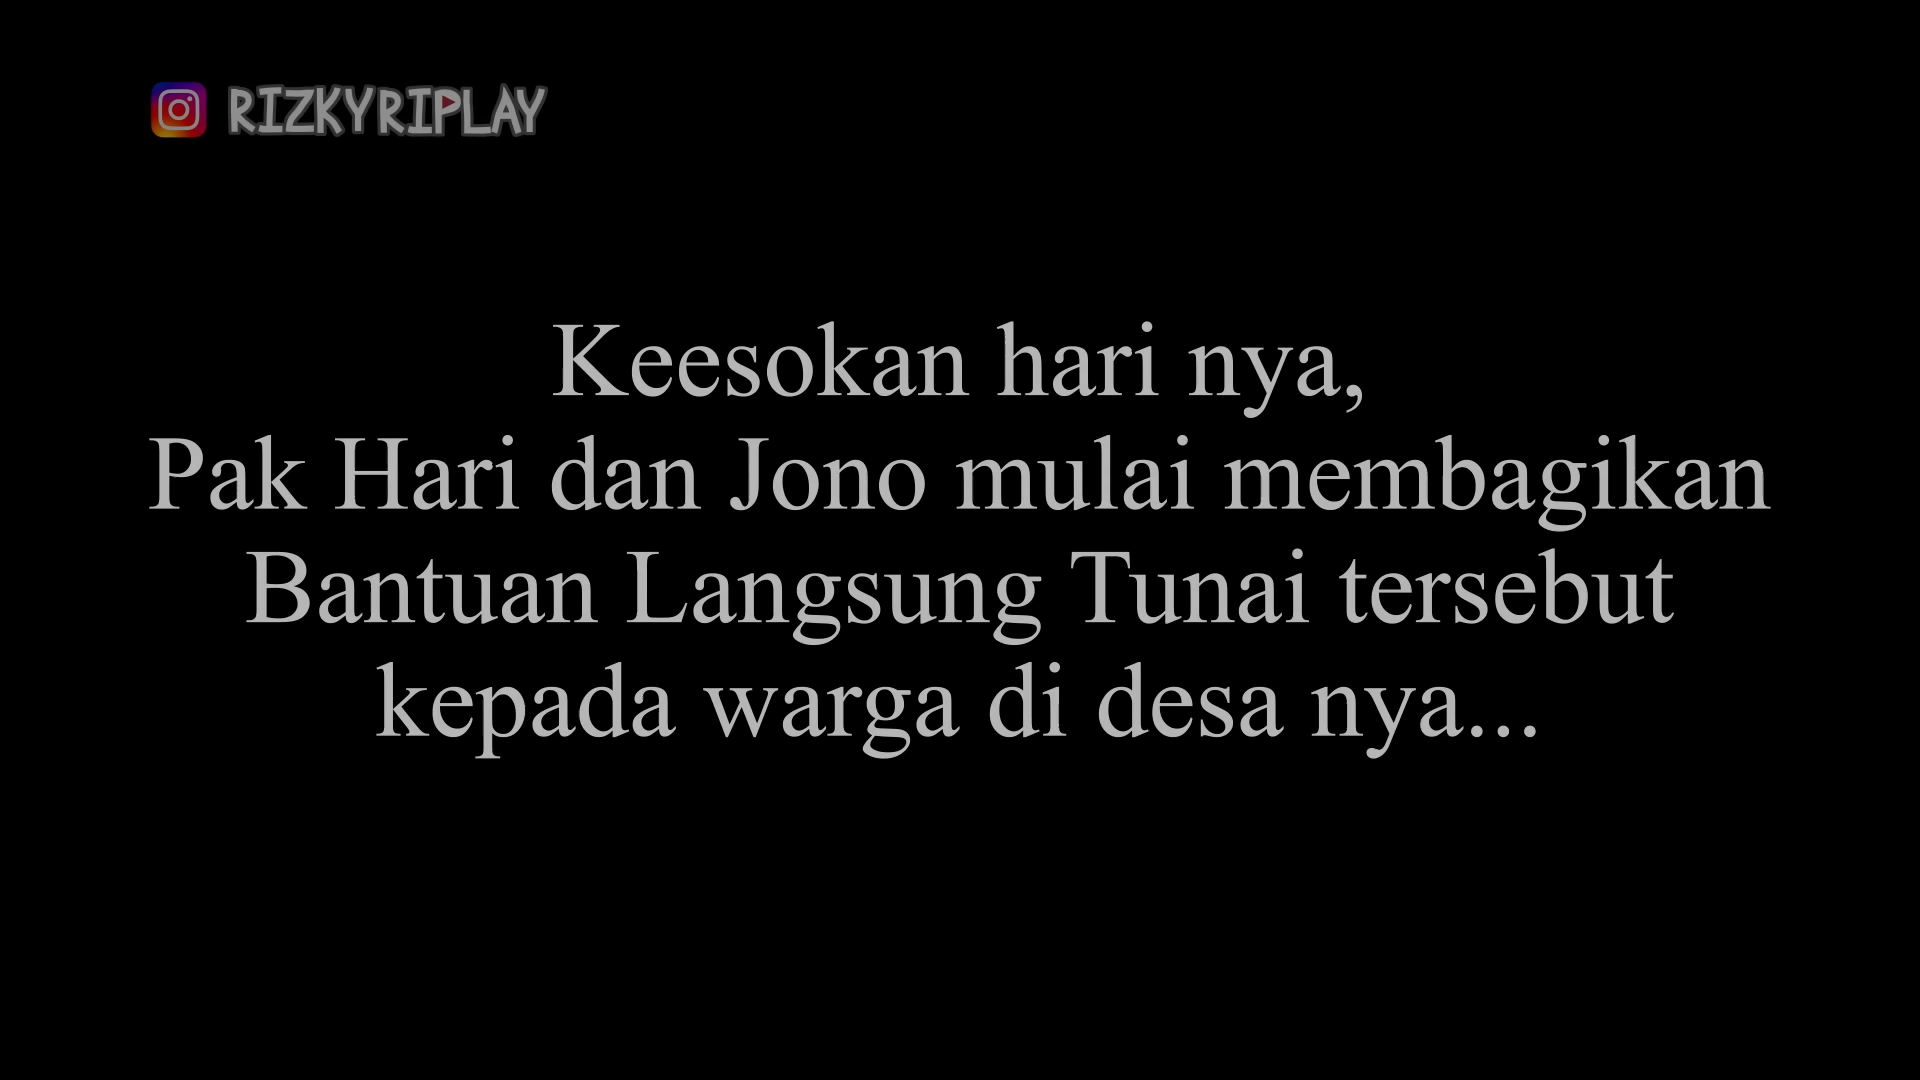 RIZKYRIPLAY
Keesokan hari nya,
Pak Hari dan Jono mulai membagikan
Bantuan Langsung Tunai tersebut
kepada warga di desa nya...